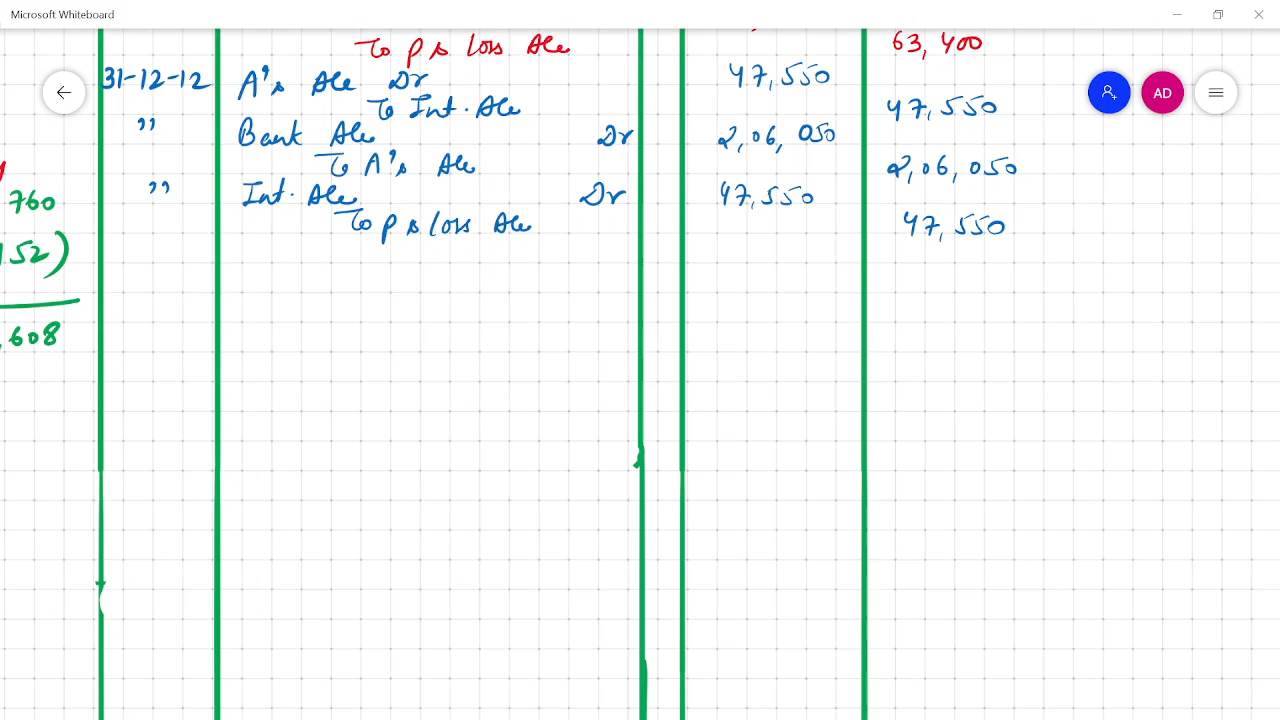 Microsoft Whiteboard
To P & Loss A/c 63,400
31-12-12 A's A/c Dr 47,550
To Int. A/c 47,550
" Bank A/c Dr 2,06,050
To A's A/c 2,06,050
" Int. A/c Dr 47,550
To P & Loss A/c 47,550
760
152)
,608
AD